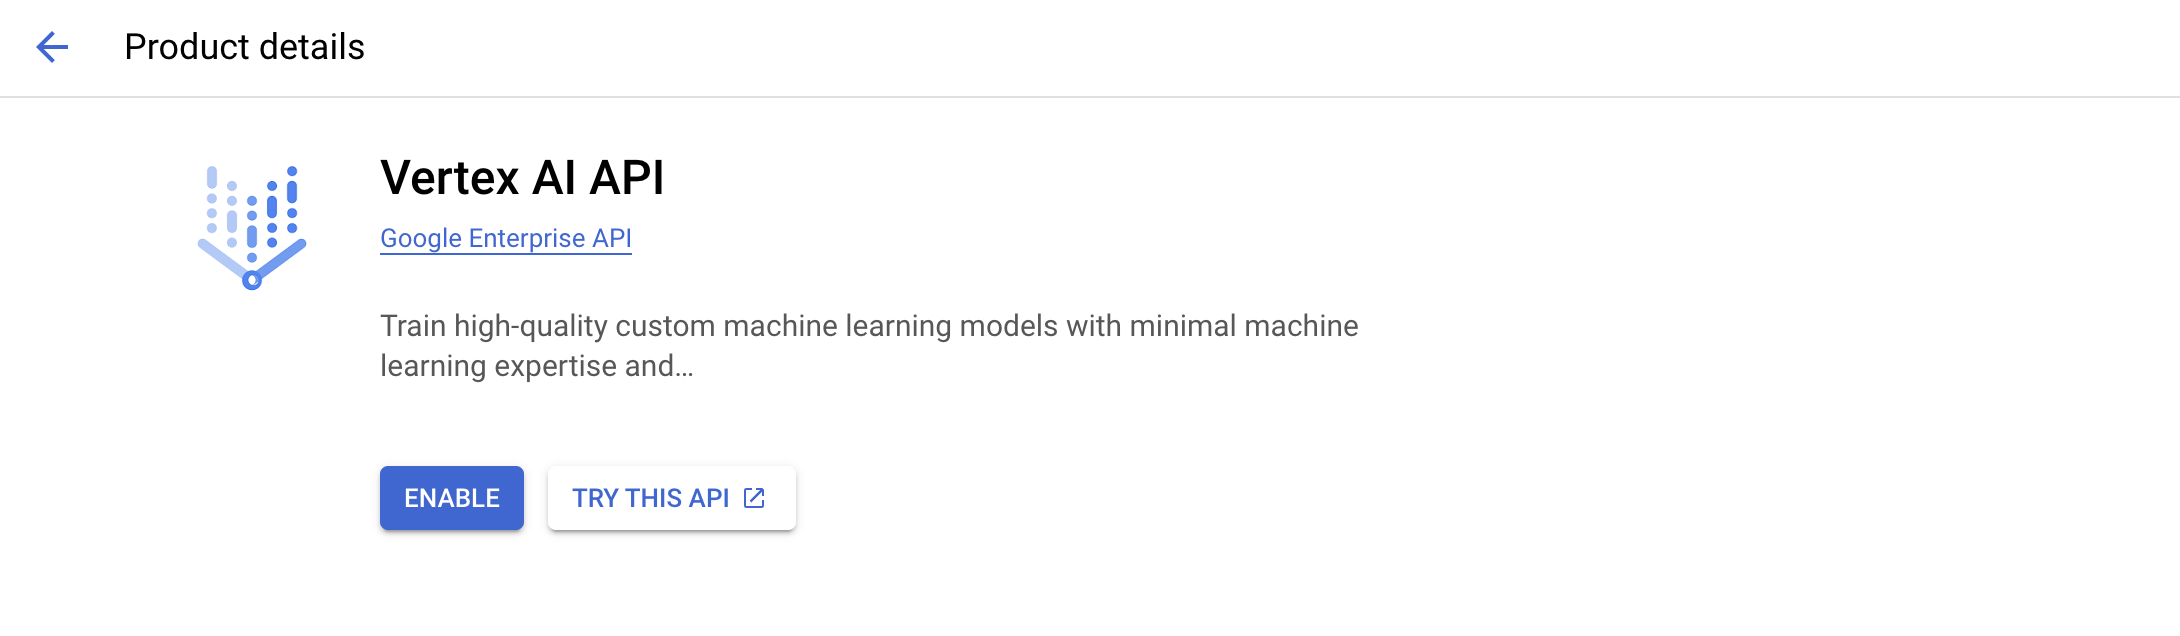 Product details
Vertex AI API
Google Enterprise API
Train high-quality custom machine learning models with minimal machine
learning expertise and...
ENABLE
TRY THIS API